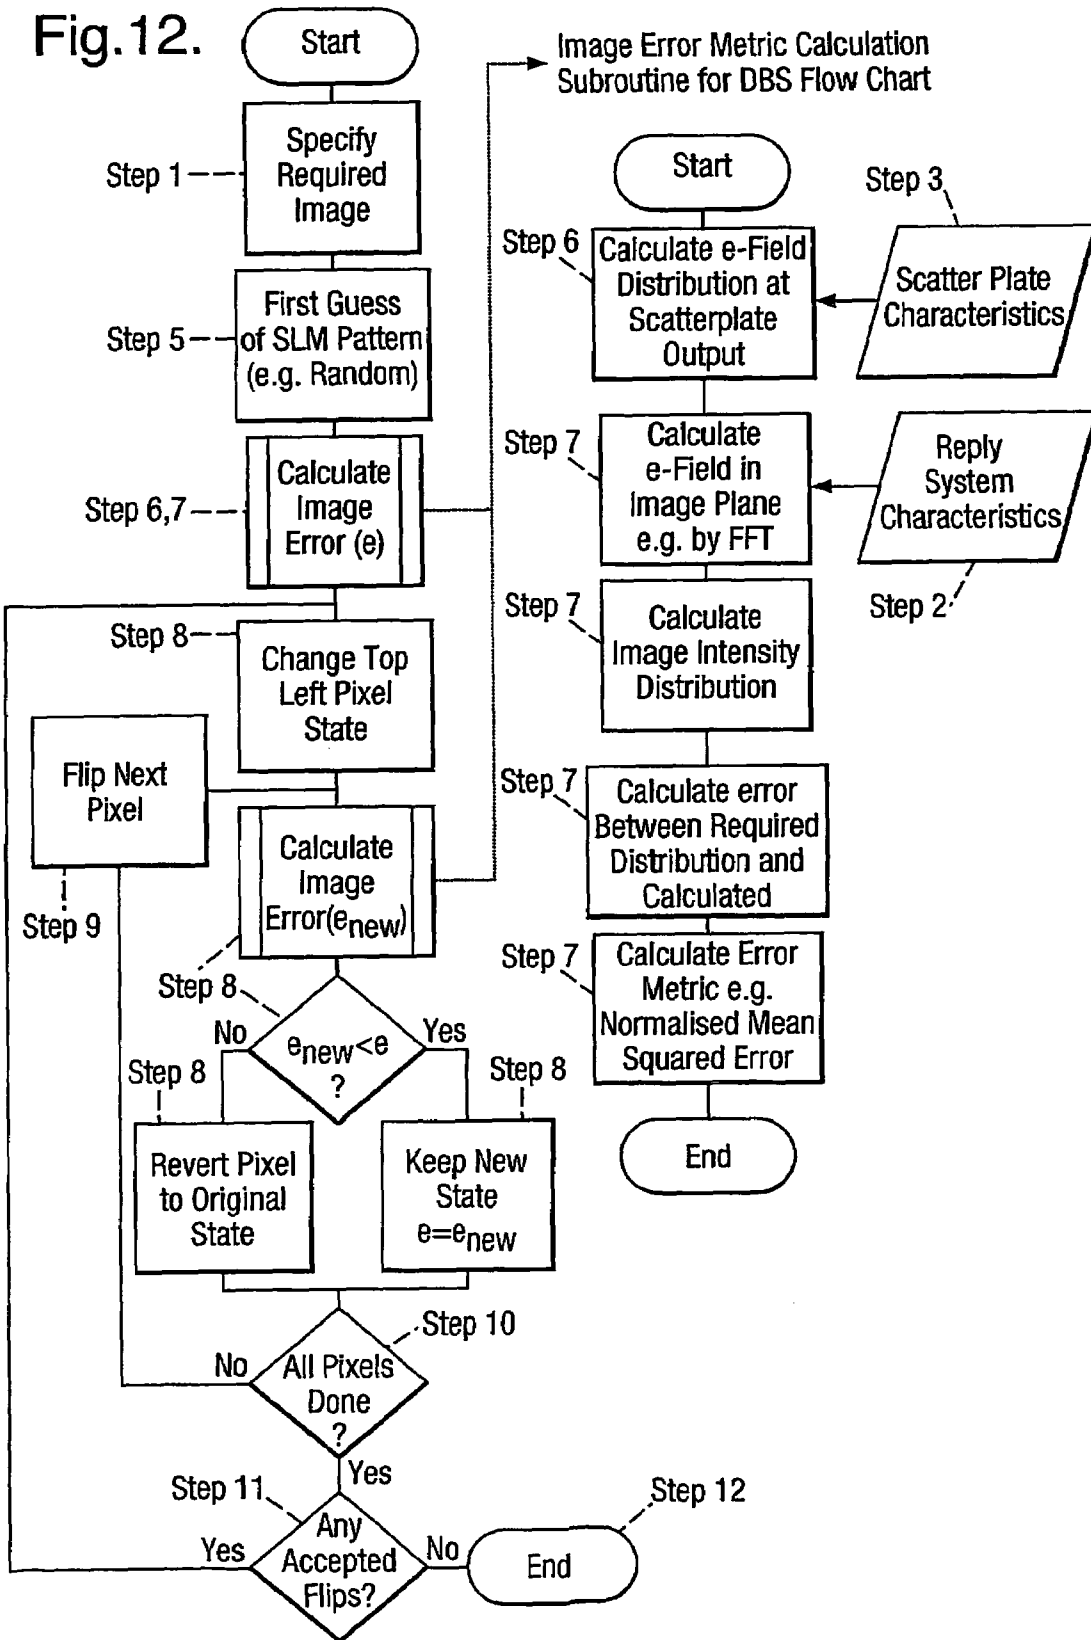 Fig.12.
Start
Step 1
Specify
Required
Image
Step 5
First Guess
of SLM Pattern
(e.g. Random)
Step 6,7
Calculate
Image
Error (e)
Step 8
Change Top
Left Pixel
State
Flip Next
Pixel
Step 9
Calculate
Image
Error(enew)
Step 8
enew<e
?
No
Yes
Step 8
Revert Pixel
to Original
State
Step 8
Keep New
State
e=enew
Step 10
All Pixels
Done
?
No
Yes
Step 11
Any
Accepted
Flips?
Yes
No
End
Step 12
Image Error Metric Calculation
Subroutine for DBS Flow Chart
Start
Step 6
Calculate e-Field
Distribution at
Scatterplate
Output
Step 3
Scatter Plate
Characteristics
Step 7
Calculate
e-Field in
Image Plane
e.g. by FFT
Reply
System
Characteristics
Step 2
Step 7
Calculate
Image Intensity
Distribution
Step 7
Calculate error
Between Required
Distribution and
Calculated
Step 7
Calculate Error
Metric e.g.
Normalised Mean
Squared Error
End